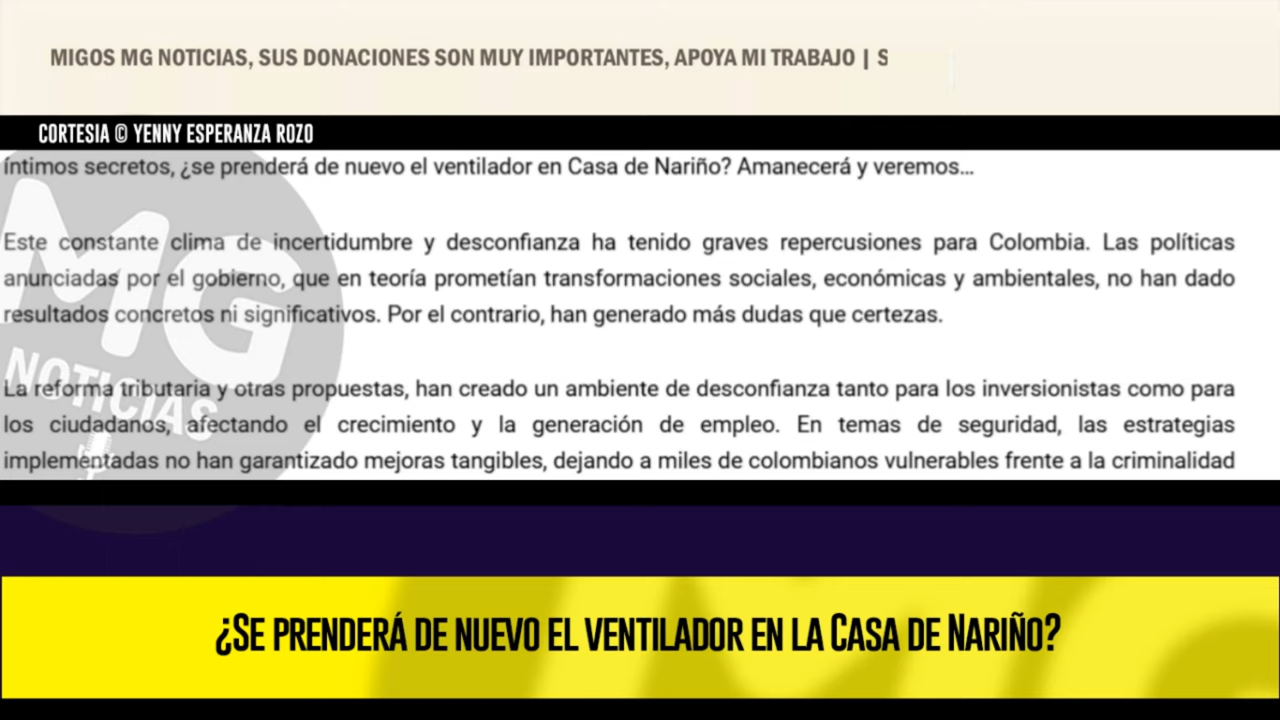 MIGOS MG NOTICIAS, SUS DONACIONES SON MUY IMPORTANTES, APOYA MI TRABAJO | S
CORTESIA © YENNY ESPERANZA ROZO
íntimos secretos, ¿se prenderá de nuevo el ventilador en Casa de Nariño? Amanecerá y veremos...
Este constante clima de incertidumbre y desconfianza ha tenido graves repercusiones para Colombia. Las políticas
anunciadas por el gobierno, que en teoría prometían transformaciones sociales, económicas y ambientales, no han dado
resultados concretos ni significativos. Por el contrario, han generado más dudas que certezas.
La reforma tributaria y otras propuestas, han creado un ambiente de desconfianza tanto para los inversionistas como para
los ciudadanos, afectando el crecimiento y la generación de empleo. En temas de seguridad, las estrategias
implementadas no han garantizado mejoras tangibles, dejando a miles de colombianos vulnerables frente a la criminalidad
MG
NOTICIAS
¿SE PRENDERÁ DE NUEVO EL VENTILADOR EN LA CASA DE NARIÑO?